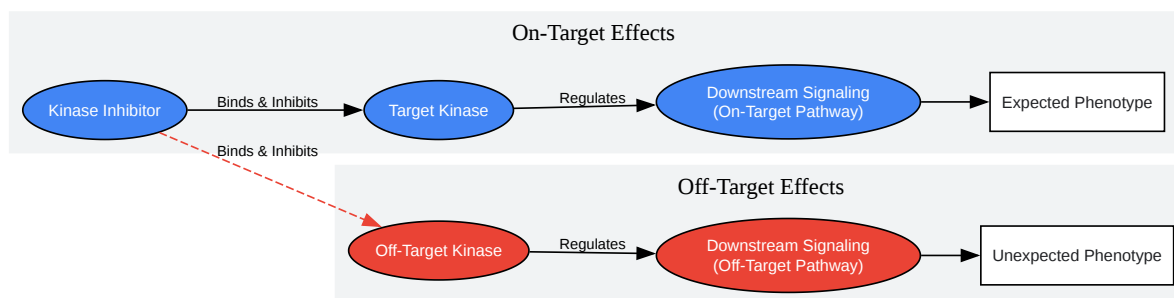 On-Target Effects
Kinase Inhibitor
Binds & Inhibits
Target Kinase
Regulates
Downstream Signaling
(On-Target Pathway)
Expected Phenotype
Binds & Inhibits
Off-Target Effects
Off-Target Kinase
Regulates
Downstream Signaling
(Off-Target Pathway)
Unexpected Phenotype